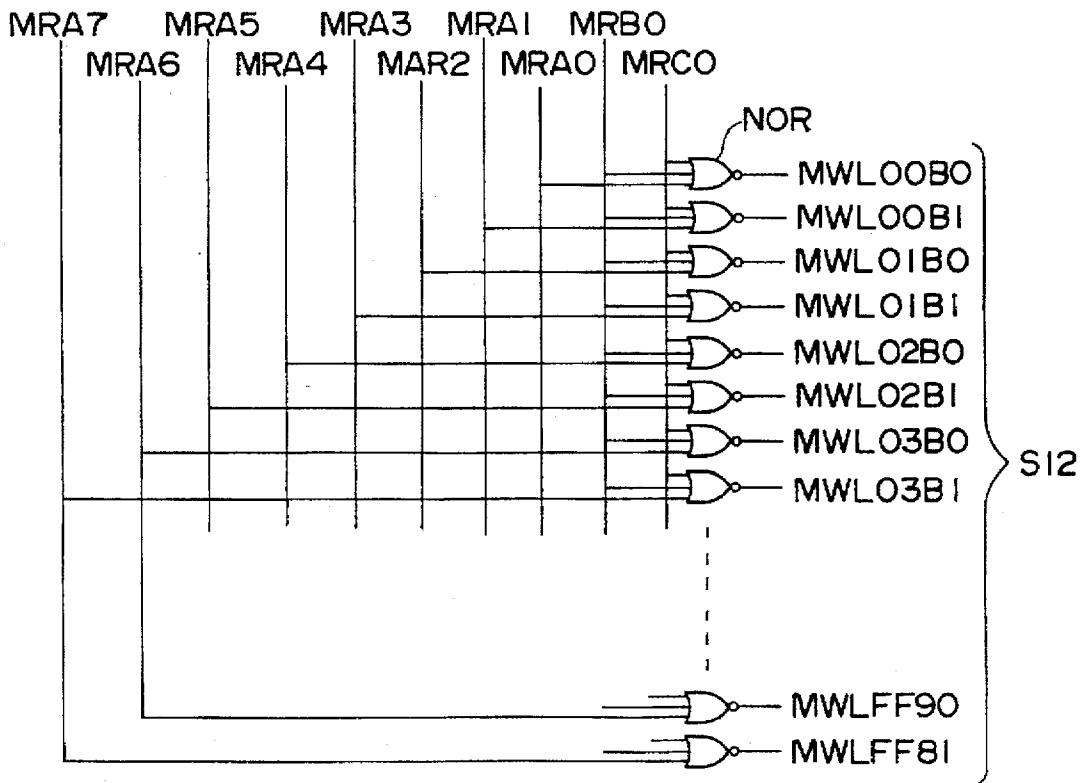 MRA7 MRA5 MRA3 MRA1 MRB0
MRA6 MRA4 MAR2 MRA0 MRC0
NOR
MWL00B0
MWL00B1
MWL01B0
MWL01B1
MWL02B0
MWL02B1
MWL03B0
MWL03B1
S12
MWLFF90
MWLFF81